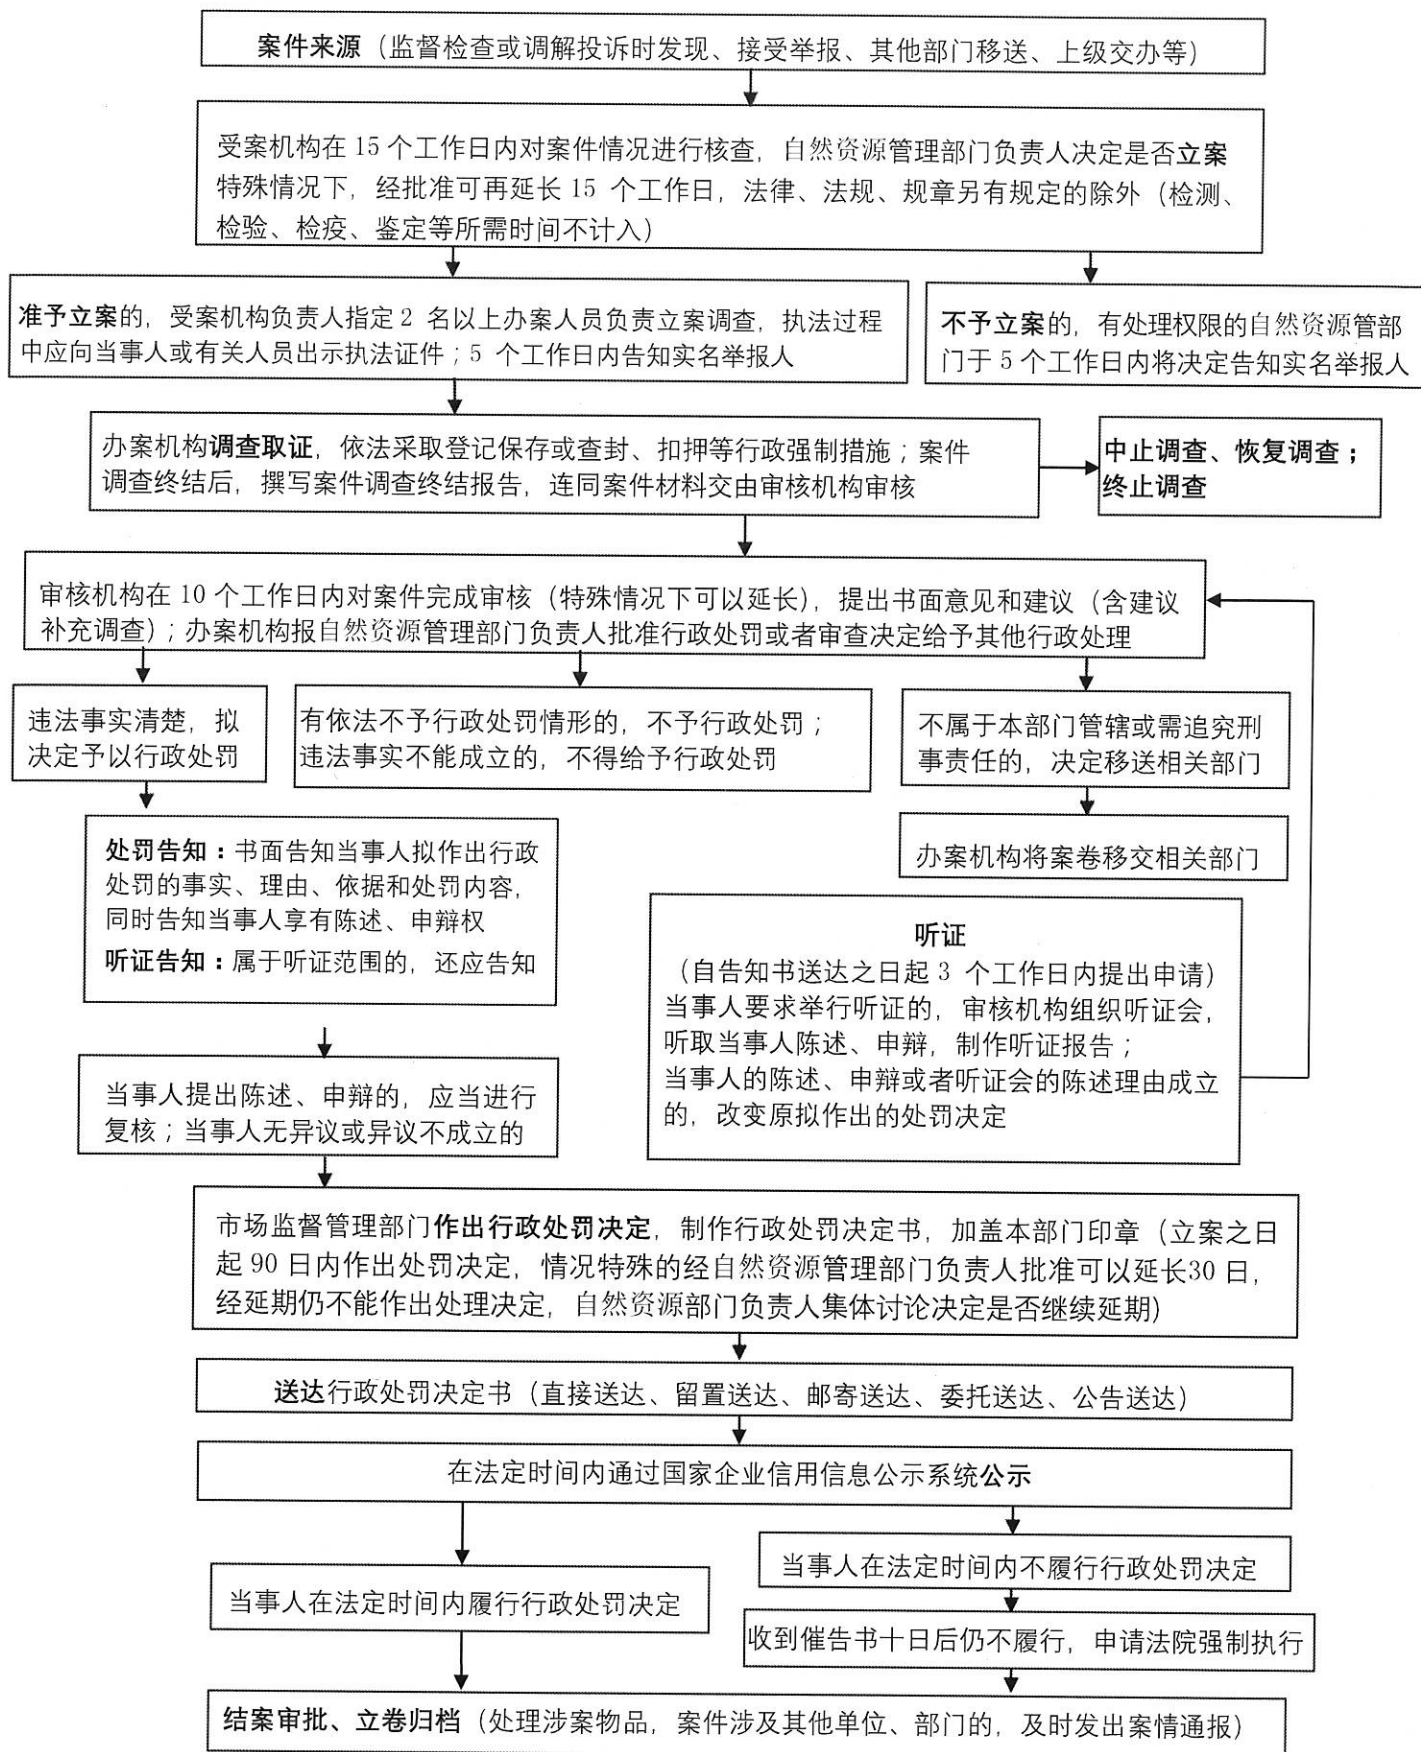 案件来源（监督检查或调解投诉时发现、接受举报、其他部门移送、上级交办等）
受案机构在 15 个工作日内对案件情况进行核查，自然资源管理部门负责人决定是否立案
特殊情况下，经批准可再延长 15 个工作日，法律、法规、规章另有规定的除外（检测、
检验、检疫、鉴定等所需时间不计入）
准予立案的，受案机构负责人指定 2 名以上办案人员负责立案调查，执法过程
中应向当事人或有关人员出示执法证件；5 个工作日内告知实名举报人
不予立案的，有处理权限的自然资源管部
门于 5 个工作日内将决定告知实名举报人
办案机构调查取证，依法采取登记保存或查封、扣押等行政强制措施；案件
调查终结后，撰写案件调查终结报告，连同案件材料交由审核机构审核
中止调查、恢复调查；
终止调查
审核机构在 10 个工作日内对案件完成审核（特殊情况下可以延长），提出书面意见和建议（含建议
补充调查）；办案机构报自然资源管理部门负责人批准行政处罚或者审查决定给予其他行政处理
违法事实清楚，拟
决定予以行政处罚
有依法不予行政处罚情形的，不予行政处罚；
违法事实不能成立的，不得给予行政处罚
不属于本部门管辖或需追究刑
事责任的，决定移送相关部门
办案机构将案卷移交相关部门
处罚告知：书面告知当事人拟作出行政
处罚的事实、理由、依据和处罚内容，
同时告知当事人享有陈述、申辩权
听证告知：属于听证范围的，还应告知
听证
（自告知书送达之日起 3 个工作日内提出申请）
当事人要求举行听证的，审核机构组织听证会，
听取当事人陈述、申辩，制作听证报告；
当事人的陈述、申辩或者听证会的陈述理由成立
的，改变原拟作出的处罚决定
当事人提出陈述、申辩的，应当进行
复核；当事人无异议或异议不成立的
市场监督管理部门作出行政处罚决定，制作行政处罚决定书，加盖本部门印章（立案之日
起 90 日内作出处罚决定，情况特殊的经自然资源管理部门负责人批准可以延长30 日，
经延期仍不能作出处理决定，自然资源部门负责人集体讨论决定是否继续延期）
送达行政处罚决定书（直接送达、留置送达、邮寄送达、委托送达、公告送达）
在法定时间内通过国家企业信用信息公示系统公示
当事人在法定时间内履行行政处罚决定
当事人在法定时间内不履行行政处罚决定
收到催告书十日后仍不履行，申请法院强制执行
结案审批、立卷归档（处理涉案物品，案件涉及其他单位、部门的，及时发出案情通报）